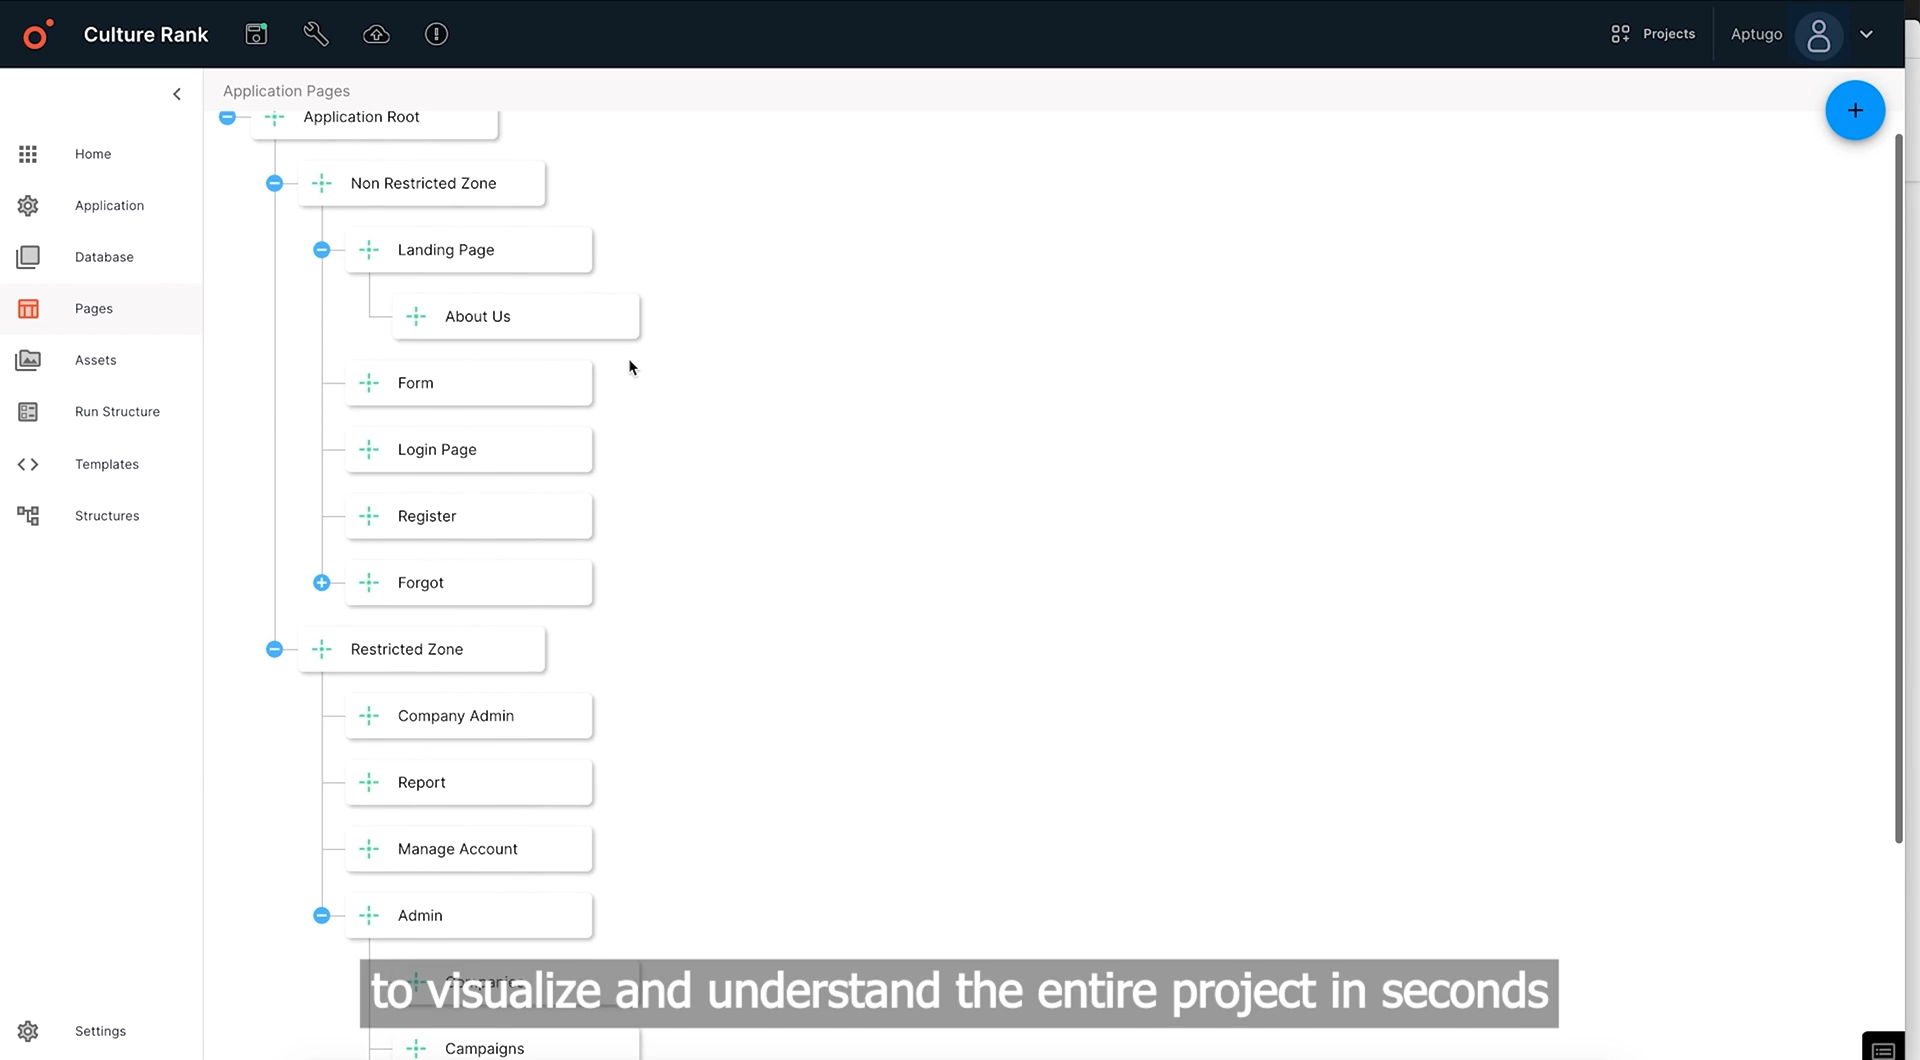 Culture Rank
Projects
Aptugo
Application Pages
Home
Application
Database
Pages
Assets
Run Structure
Templates
Structures
Settings
Application Root
Non Restricted Zone
Landing Page
About Us
Form
Login Page
Register
Forgot
Restricted Zone
Company Admin
Report
Manage Account
Admin
to visualize and understand the entire project in seconds
Campaigns